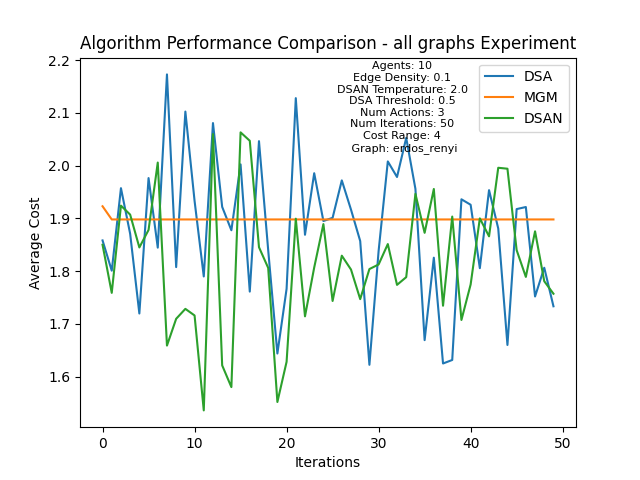 Algorithm Performance Comparison - all graphs Experiment
Agents: 10
Edge Density: 0.1
DSAN Temperature: 2.0
DSA Threshold: 0.5
Num Actions: 3
Num Iterations: 50
Cost Range: 4
Graph: erdos_renyi
DSA
MGM
DSAN
Average Cost
2.2
2.1
2.0
1.9
1.8
1.7
1.6
0
10
20
30
40
50
Iterations